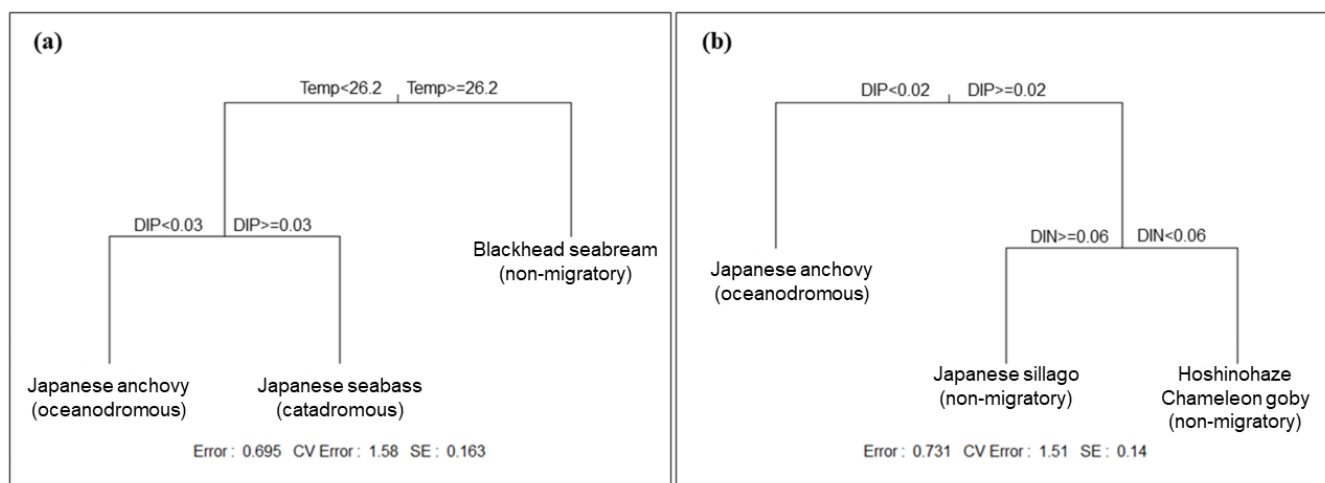 (a)
Temp<26.2 Temp>=26.2
DIP<0.03 DIP>=0.03
Blackhead seabream
(non-migratory)
Japanese anchovy
(oceanodromous)
Japanese seabass
(catadromous)
Error : 0.695 CV Error : 1.58 SE : 0.163
(b)
DIP<0.02 DIP>=0.02
DIN>=0.06 DIN<0.06
Japanese anchovy
(oceanodromous)
Japanese sillago
(non-migratory)
Hoshinohaze
Chameleon goby
(non-migratory)
Error : 0.731 CV Error : 1.51 SE : 0.14